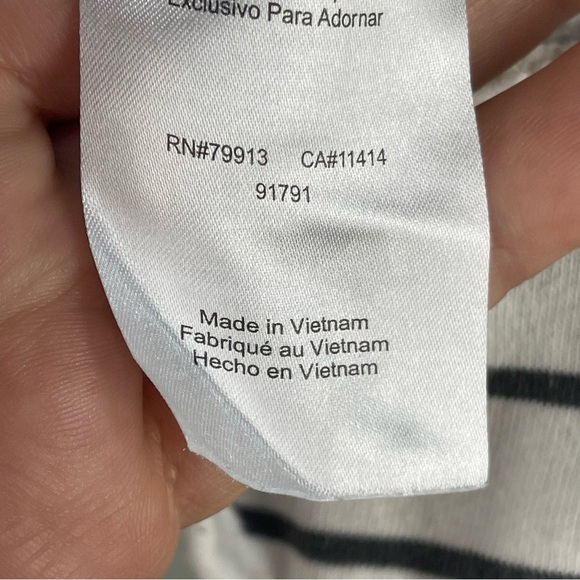 Exclusivo Para Adornar
RN#79913 CA#11414
91791
Made in Vietnam
Fabriqué au Vietnam
Hecho en Vietnam